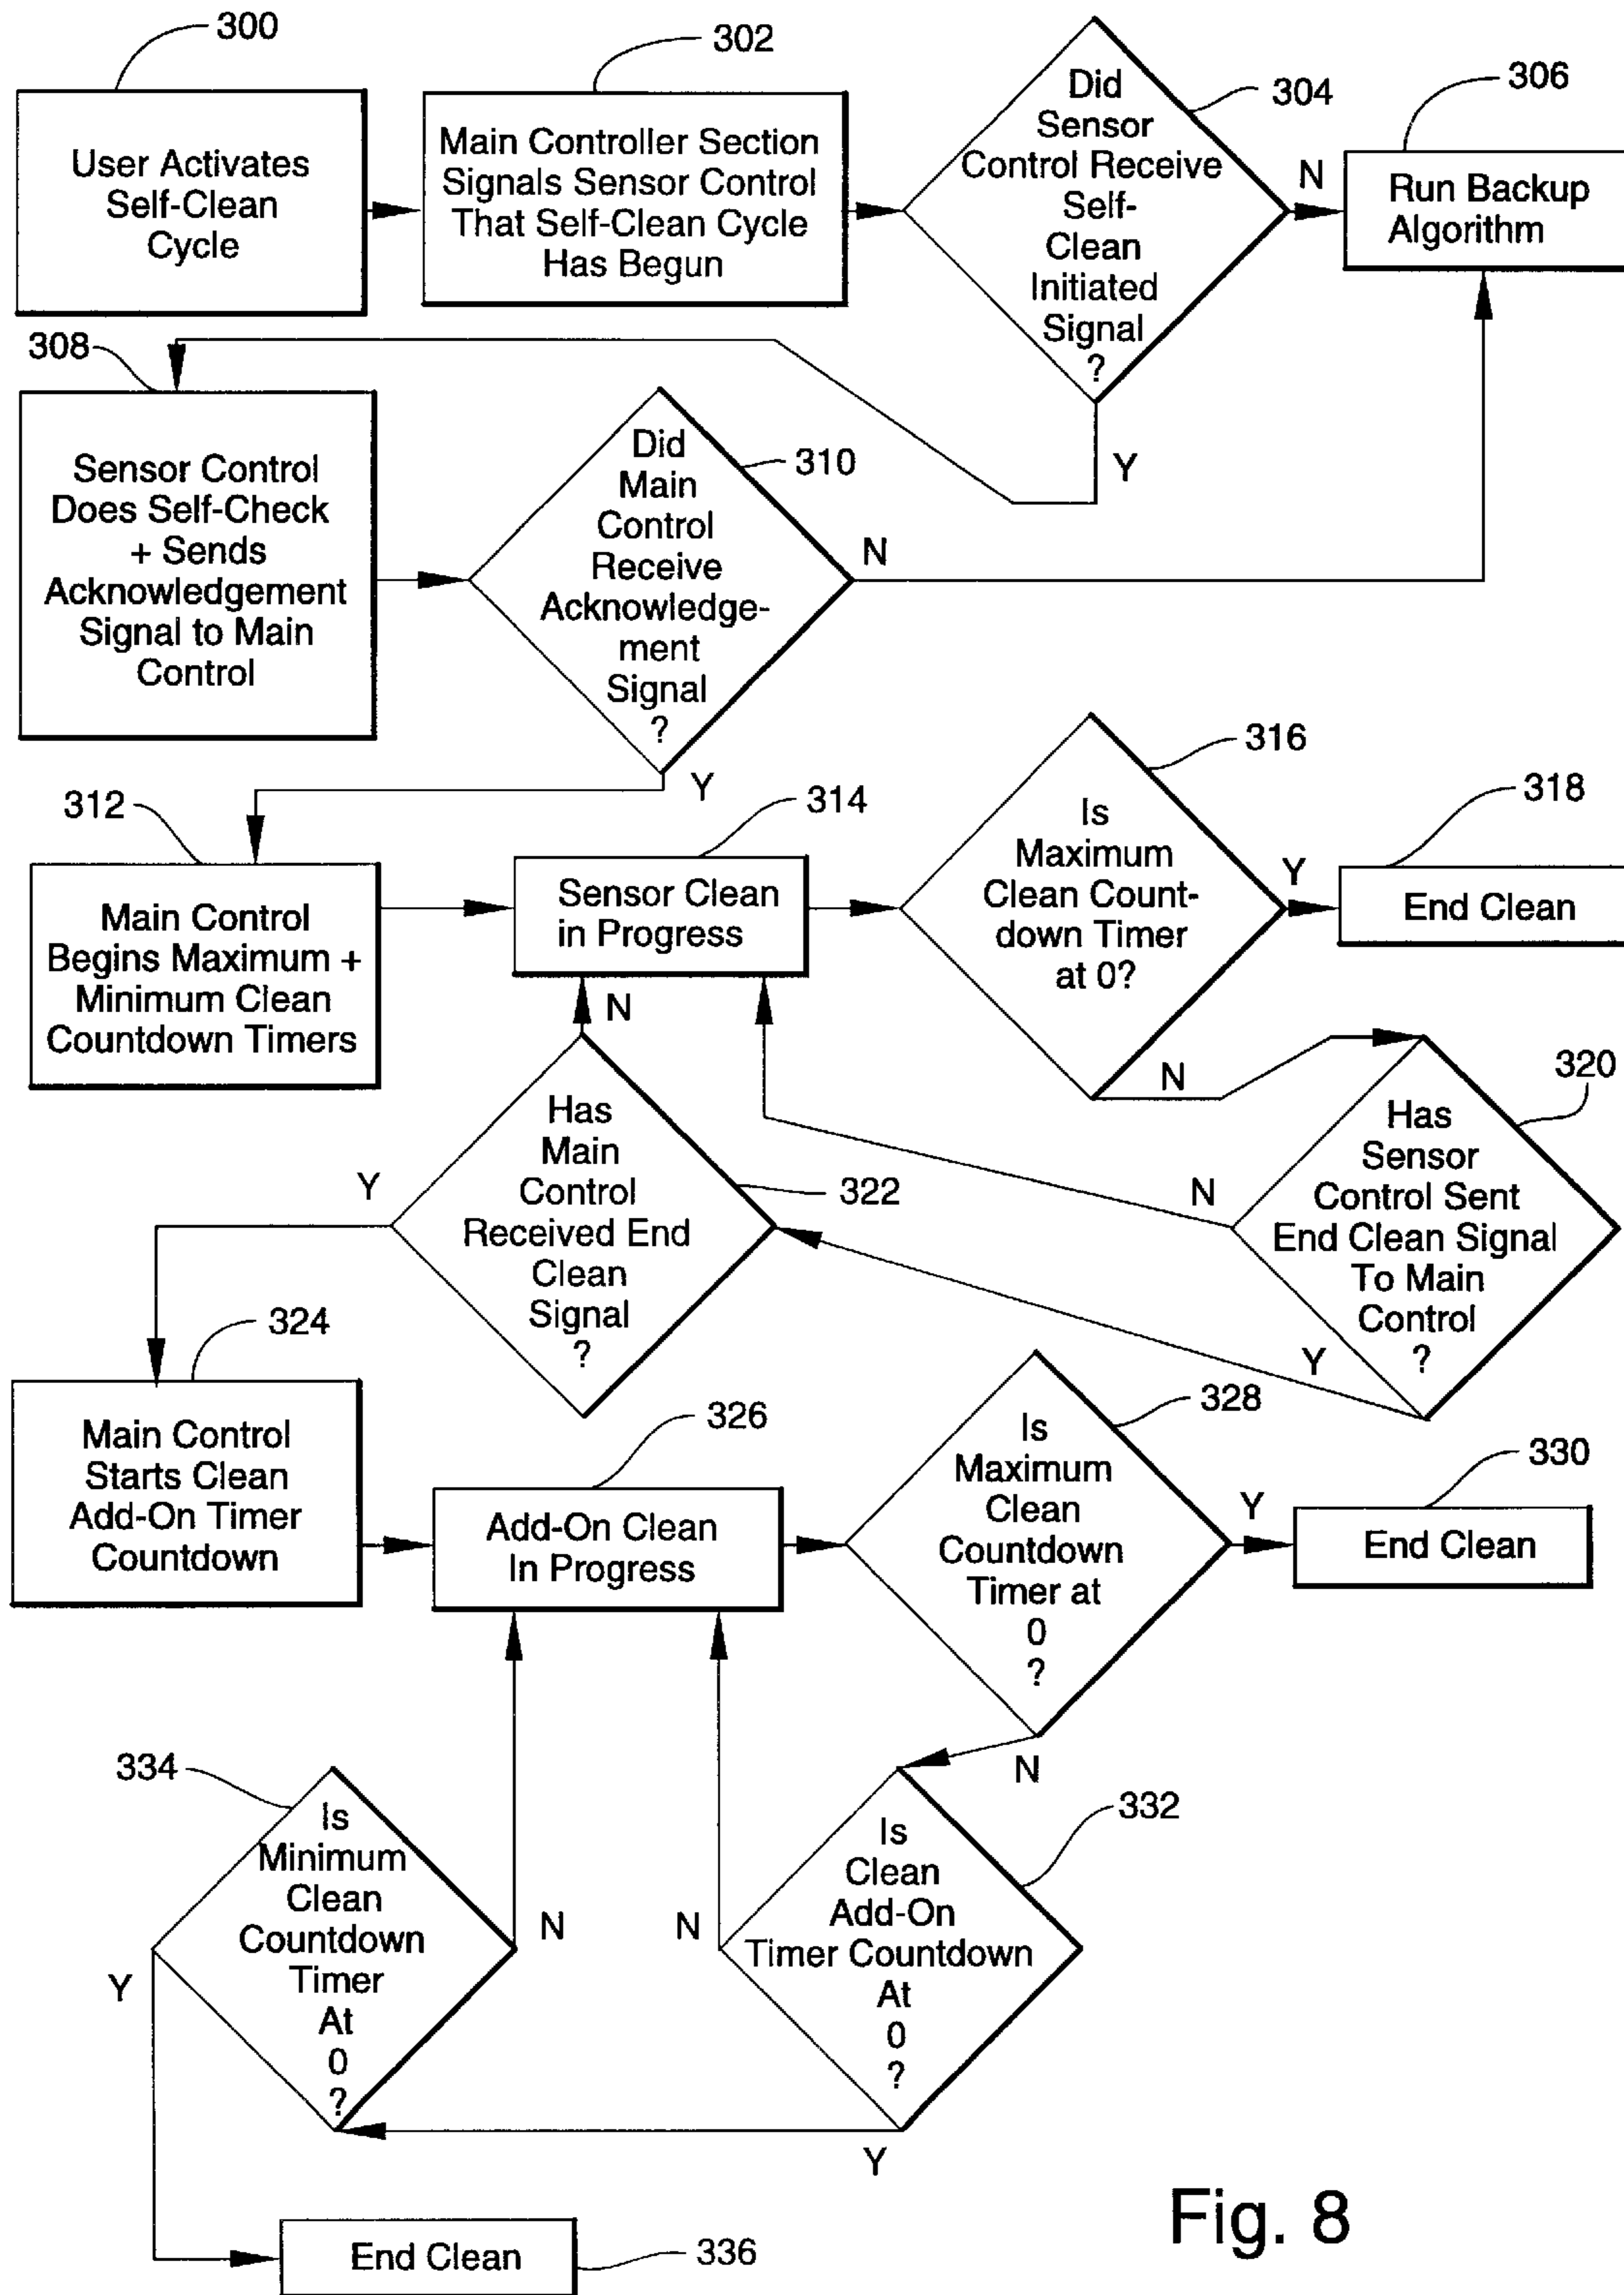 300
User Activates
Self-Clean
Cycle
302
Main Controller Section
Signals Sensor Control
That Self-Clean Cycle
Has Begun
304
Did
Sensor
Control Receive
Self-
Clean
Initiated
Signal
?
N
Y
306
Run Backup
Algorithm
308
Sensor Control
Does Self-Check
+ Sends
Acknowledgement
Signal to Main
Control
310
Did
Main
Control
Receive
Acknowledge-
ment
Signal
?
N
Y
312
Main Control
Begins Maximum +
Minimum Clean
Countdown Timers
314
Sensor Clean
in Progress
316
Is
Maximum
Clean Count-
down Timer
at 0?
Y
N
318
End Clean
320
Has
Sensor
Control Sent
End Clean Signal
To Main
Control
?
N
Y
322
Has
Main
Control
Received End
Clean
Signal
?
N
Y
324
Main Control
Starts Clean
Add-On Timer
Countdown
326
Add-On Clean
In Progress
328
Is
Maximum
Clean
Countdown
Timer at
0
?
Y
N
330
End Clean
332
Is
Clean
Add-On
Timer Countdown
At
0
?
N
Y
334
Is
Minimum
Clean
Countdown
Timer
At
0
?
N
Y
End Clean
336
Fig. 8